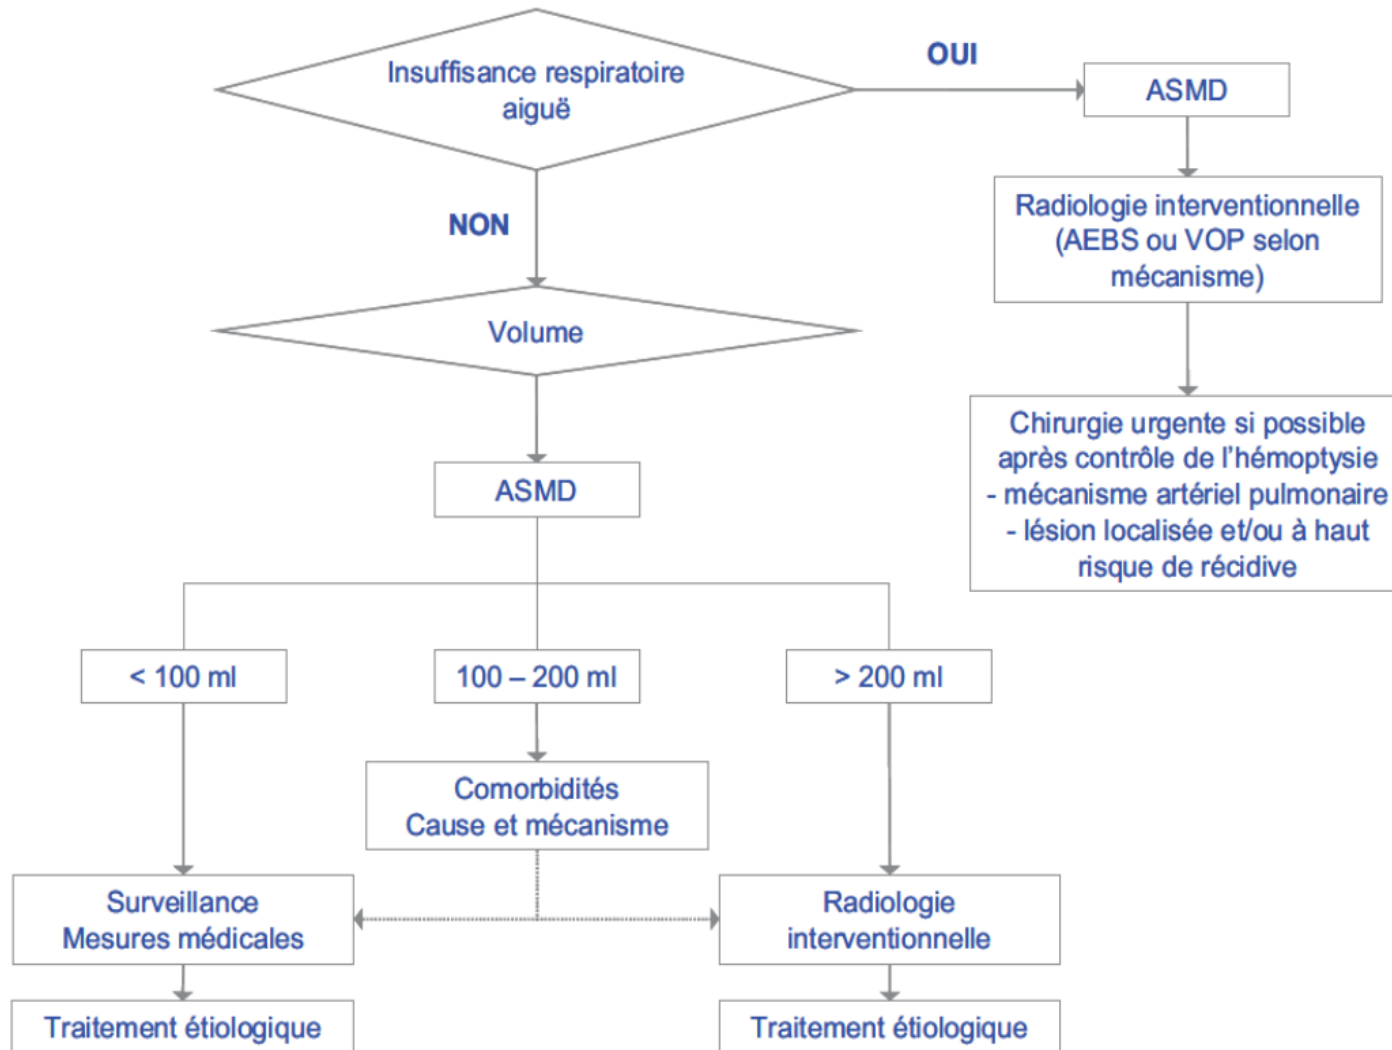 Insuffisance respiratoire
aiguë
OUI
ASMD
Radiologie interventionnelle
(AEBS ou VOP selon
mécanisme)
Chirurgie urgente si possible
après contrôle de l'hémoptysie
- mécanisme artériel pulmonaire
- lésion localisée et/ou à haut
risque de récidive
NON
Volume
ASMD
< 100 ml
100 – 200 ml
> 200 ml
Comorbidités
Cause et mécanisme
Surveillance
Mesures médicales
Radiologie
interventionnelle
Traitement étiologique
Traitement étiologique